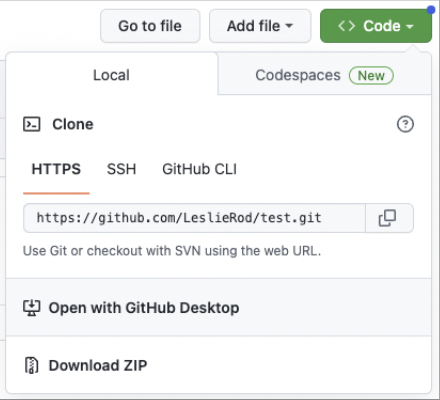 Go to file Add file <> Code
Local Codespaces New
Clone
HTTPS SSH GitHub CLI
https://github.com/LeslieRod/test.git
Use Git or checkout with SVN using the web URL.
Open with GitHub Desktop
Download ZIP